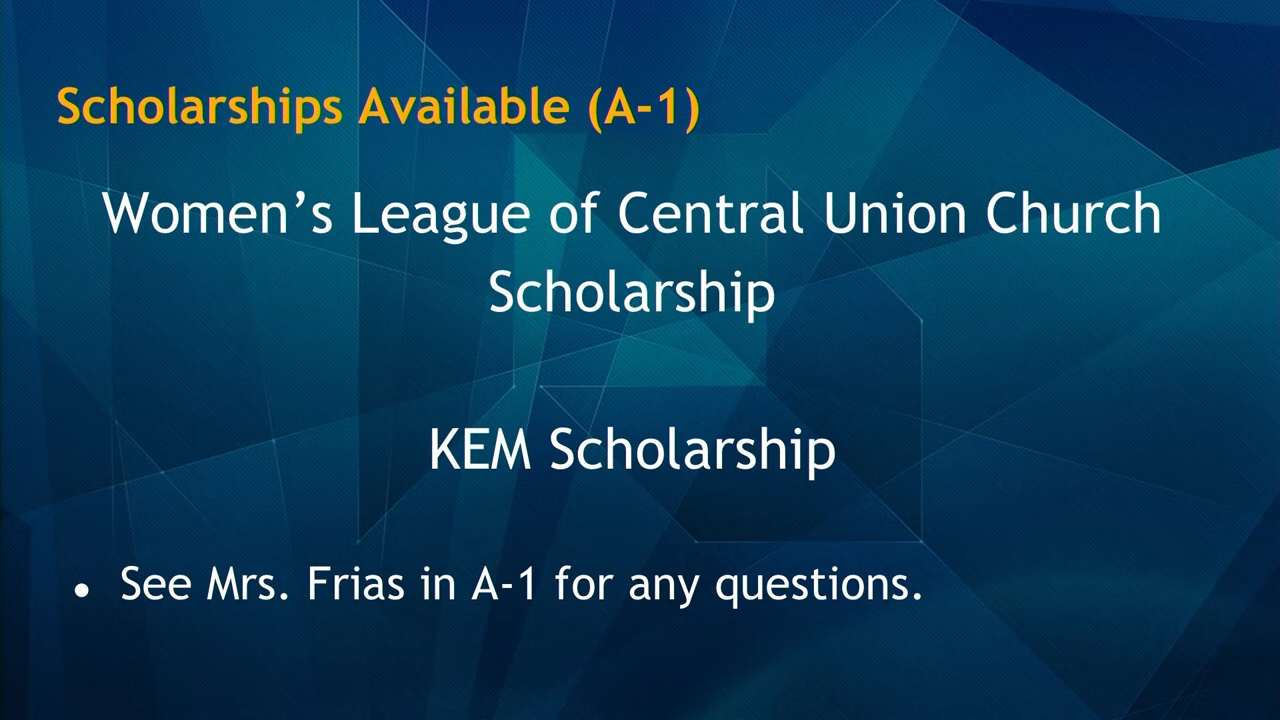 Scholarships Available (A-1)
Women’s League of Central Union Church
Scholarship
KEM Scholarship
• See Mrs. Frias in A-1 for any questions.